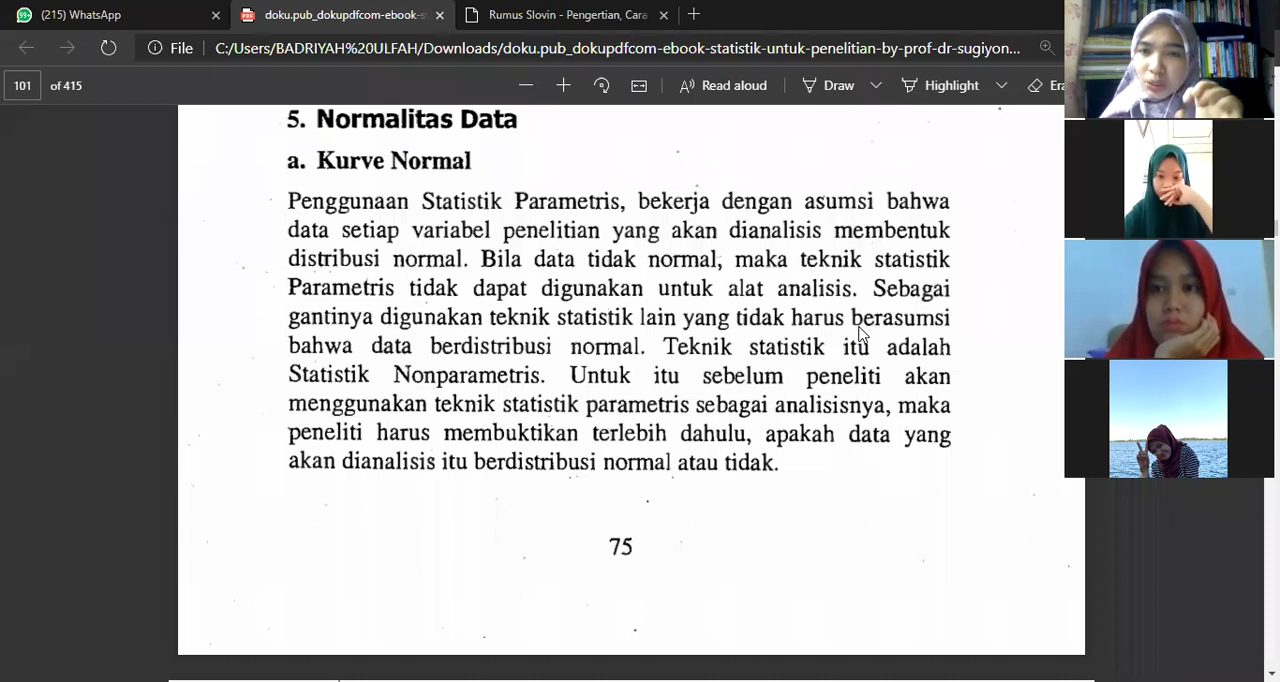 (215) WhatsApp
doku.pub_dokupdfcom-ebook-s
Rumus Slovin - Pengertian, Cara
File
C:/Users/BADRIYAH%20ULFAH/Downloads/doku.pub_dokupdfcom-ebook-statistik-untuk-penelitian-by-prof-dr-sugiyon...
101 of 415
Read aloud
Draw
Highlight
Era
5. Normalitas Data
a. Kurve Normal
Penggunaan Statistik Parametris, bekerja dengan asumsi bahwa
data setiap variabel penelitian yang akan dianalisis membentuk
distribusi normal. Bila data tidak normal, maka teknik statistik
Parametris tidak dapat digunakan untuk alat analisis. Sebagai
gantinya digunakan teknik statistik lain yang tidak harus berasumsi
bahwa data berdistribusi normal. Teknik statistik itu adalah
Statistik Nonparametris. Untuk itu sebelum peneliti akan
menggunakan teknik statistik parametris sebagai analisisnya, maka
peneliti harus membuktikan terlebih dahulu, apakah data yang
akan dianalisis itu berdistribusi normal atau tidak.
75